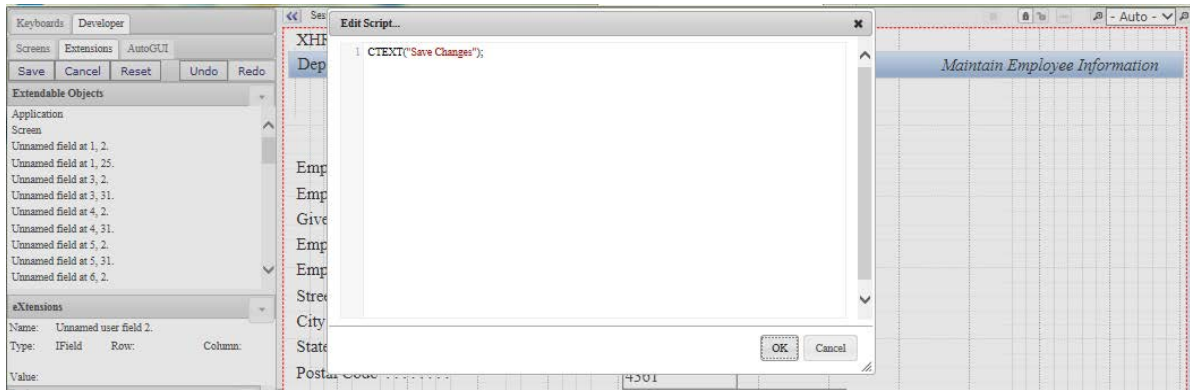 Keyboards Developer
Screens Extensions AutoGUI
Save Cancel Reset Undo Redo
Extendable Objects
Application
Screen
Unnamed field at 1, 2.
Unnamed field at 1, 25.
Unnamed field at 3, 2.
Unnamed field at 3, 31.
Unnamed field at 4, 2.
Unnamed field at 4, 31.
Unnamed field at 5, 2.
Unnamed field at 5, 31.
Unnamed field at 6, 2.
eXtensions
Name: Unnamed user field 2.
Type: IField Row: Column:
Value:
Ses
- Auto -
XHR
Dep
Maintain Employee Information
Emp
Emp
Give
Emp
Emp
Stree
City
State
Postal Code . . . . . . . . 4361
Edit Script...
1 CTEXT("Save Changes");
OK Cancel